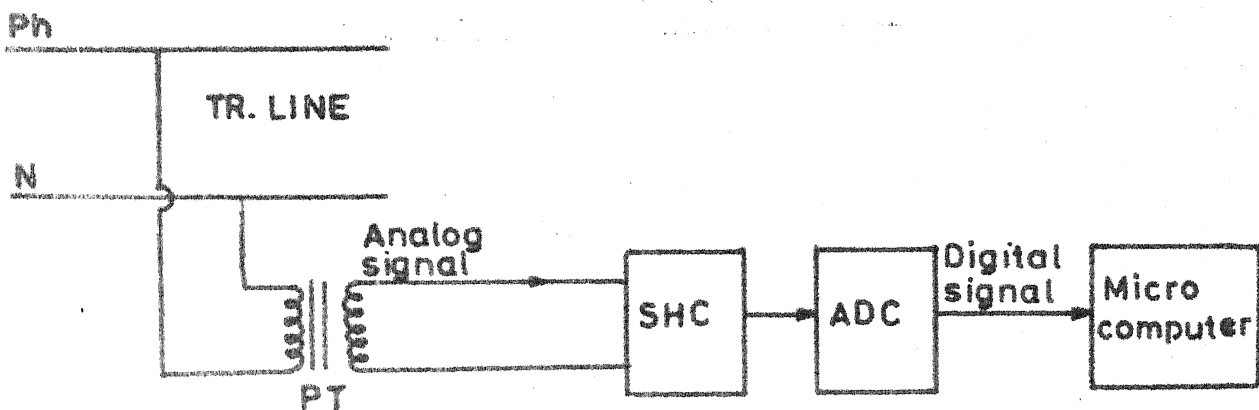 Ph
TR. LINE
N
Analog
signal
PT
SHC
ADC
Digital
signal
Micro
computer